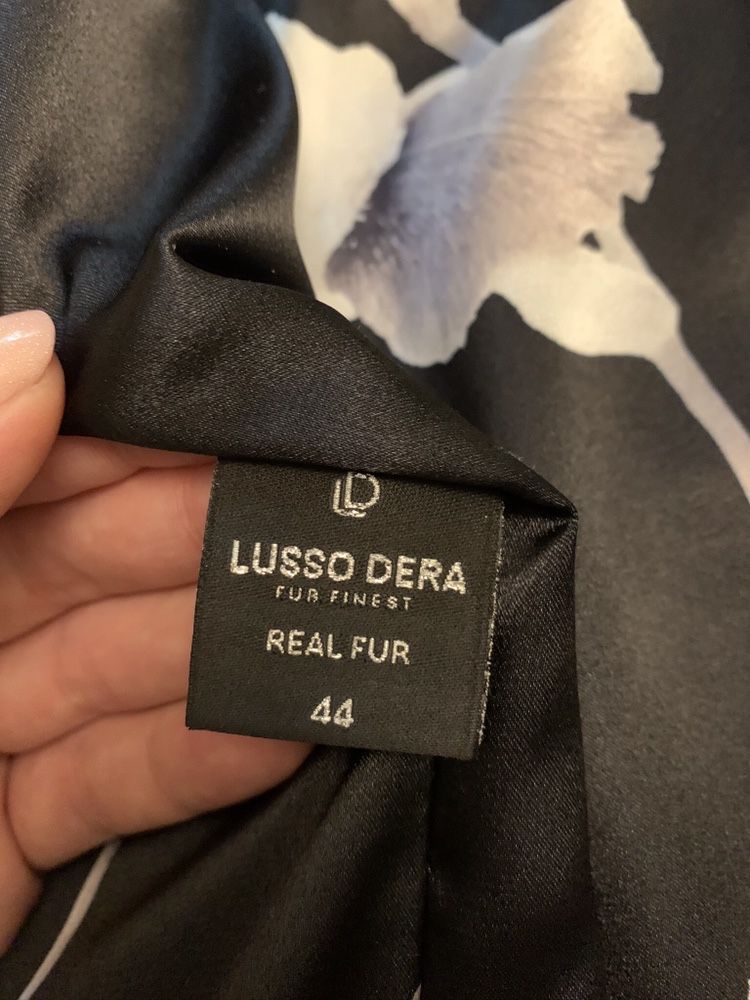 LD
LUSSO DERA
FUR FINEST
REAL FUR
44